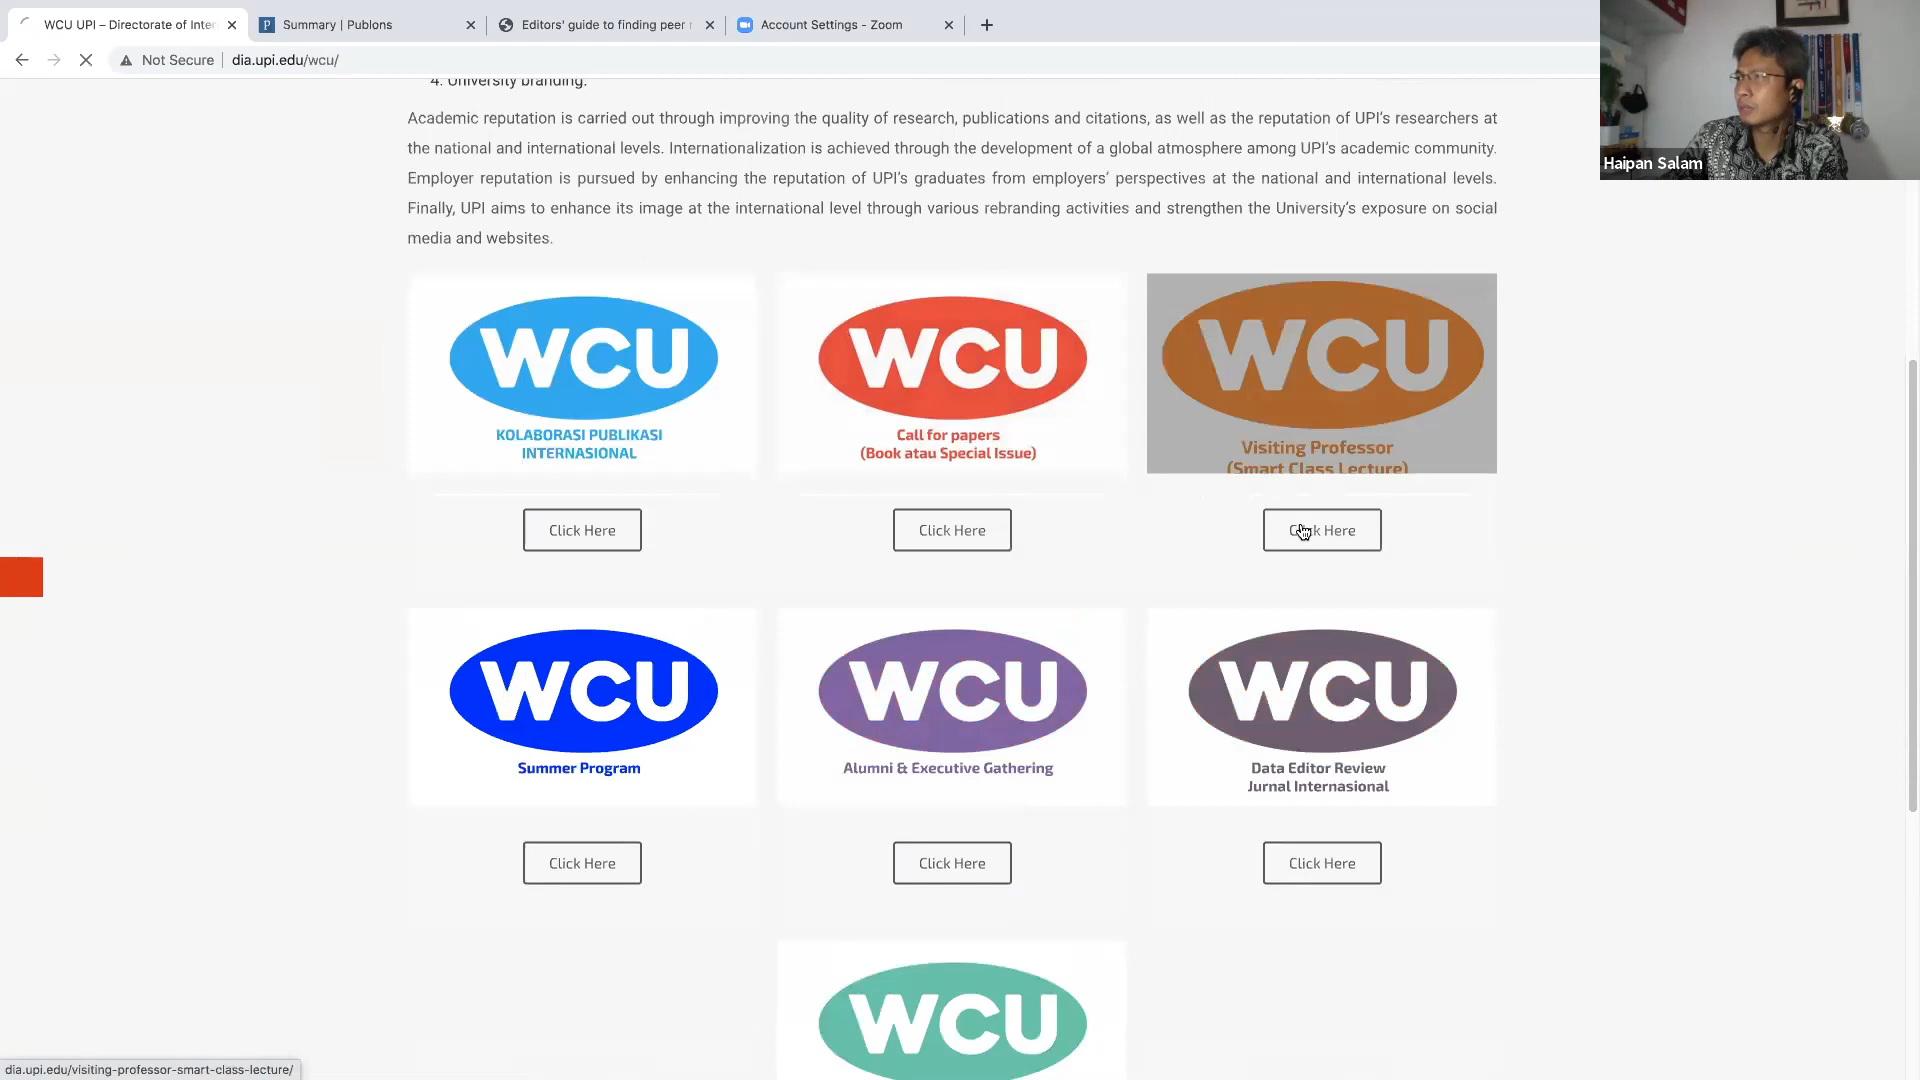 WCU UPI – Directorate of Inter
Summary | Publons
Editors' guide to finding peer
Account Settings - Zoom
Not Secure
dia.upi.edu/wcu/
Haipan Salam
4. University branding.
Academic reputation is carried out through improving the quality of research, publications and citations, as well as the reputation of UPI's researchers at
the national and international levels. Internationalization is achieved through the development of a global atmosphere among UPI's academic community.
Employer reputation is pursued by enhancing the reputation of UPI's graduates from employers' perspectives at the national and international levels.
Finally, UPI aims to enhance its image at the international level through various rebranding activities and strengthen the University's exposure on social
media and websites.
WCU
KOLABORASI PUBLIKASI
INTERNASIONAL
Click Here
WCU
Call for papers
(Book atau Special Issue)
Click Here
WCU
Visiting Professor
(Smart Class Lecture)
Click Here
WCU
Summer Program
Click Here
WCU
Alumni & Executive Gathering
Click Here
WCU
Data Editor Review
Jurnal Internasional
Click Here
WCU
dia.upi.edu/visiting-professor-smart-class-lecture/